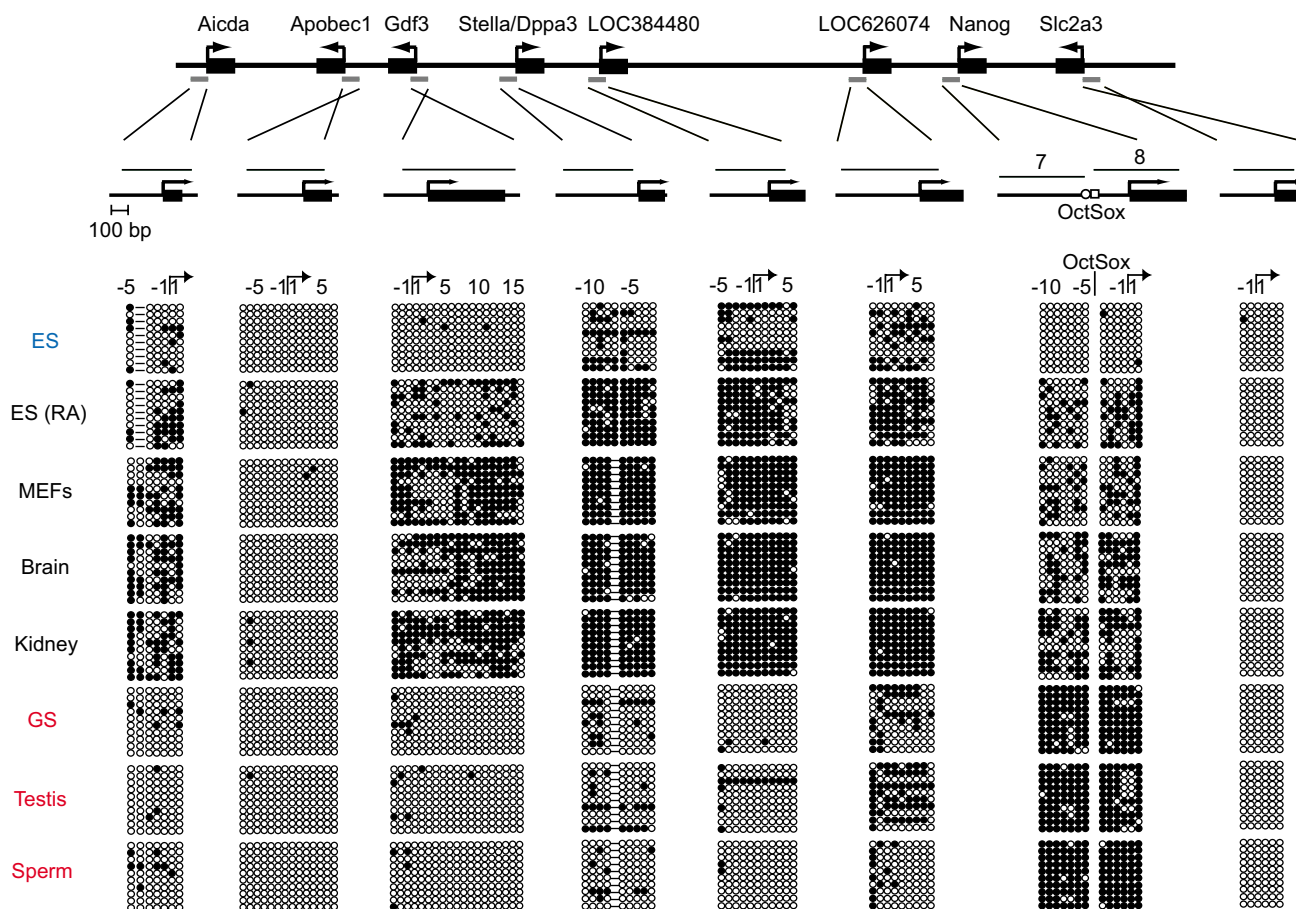 Aicda Apobec1 Gdf3 Stella/Dppa3 LOC384480 LOC626074 Nanog Slc2a3
7 8
OctSox
100 bp
OctSox
-5 -1 1 -5 -1 1 5 -1 1 5 10 15 -10 -5 -5 -1 1 5 -1 1 5 -10 -5 -1 1 -1 1
ES
ES (RA)
MEFs
Brain
Kidney
GS
Testis
Sperm